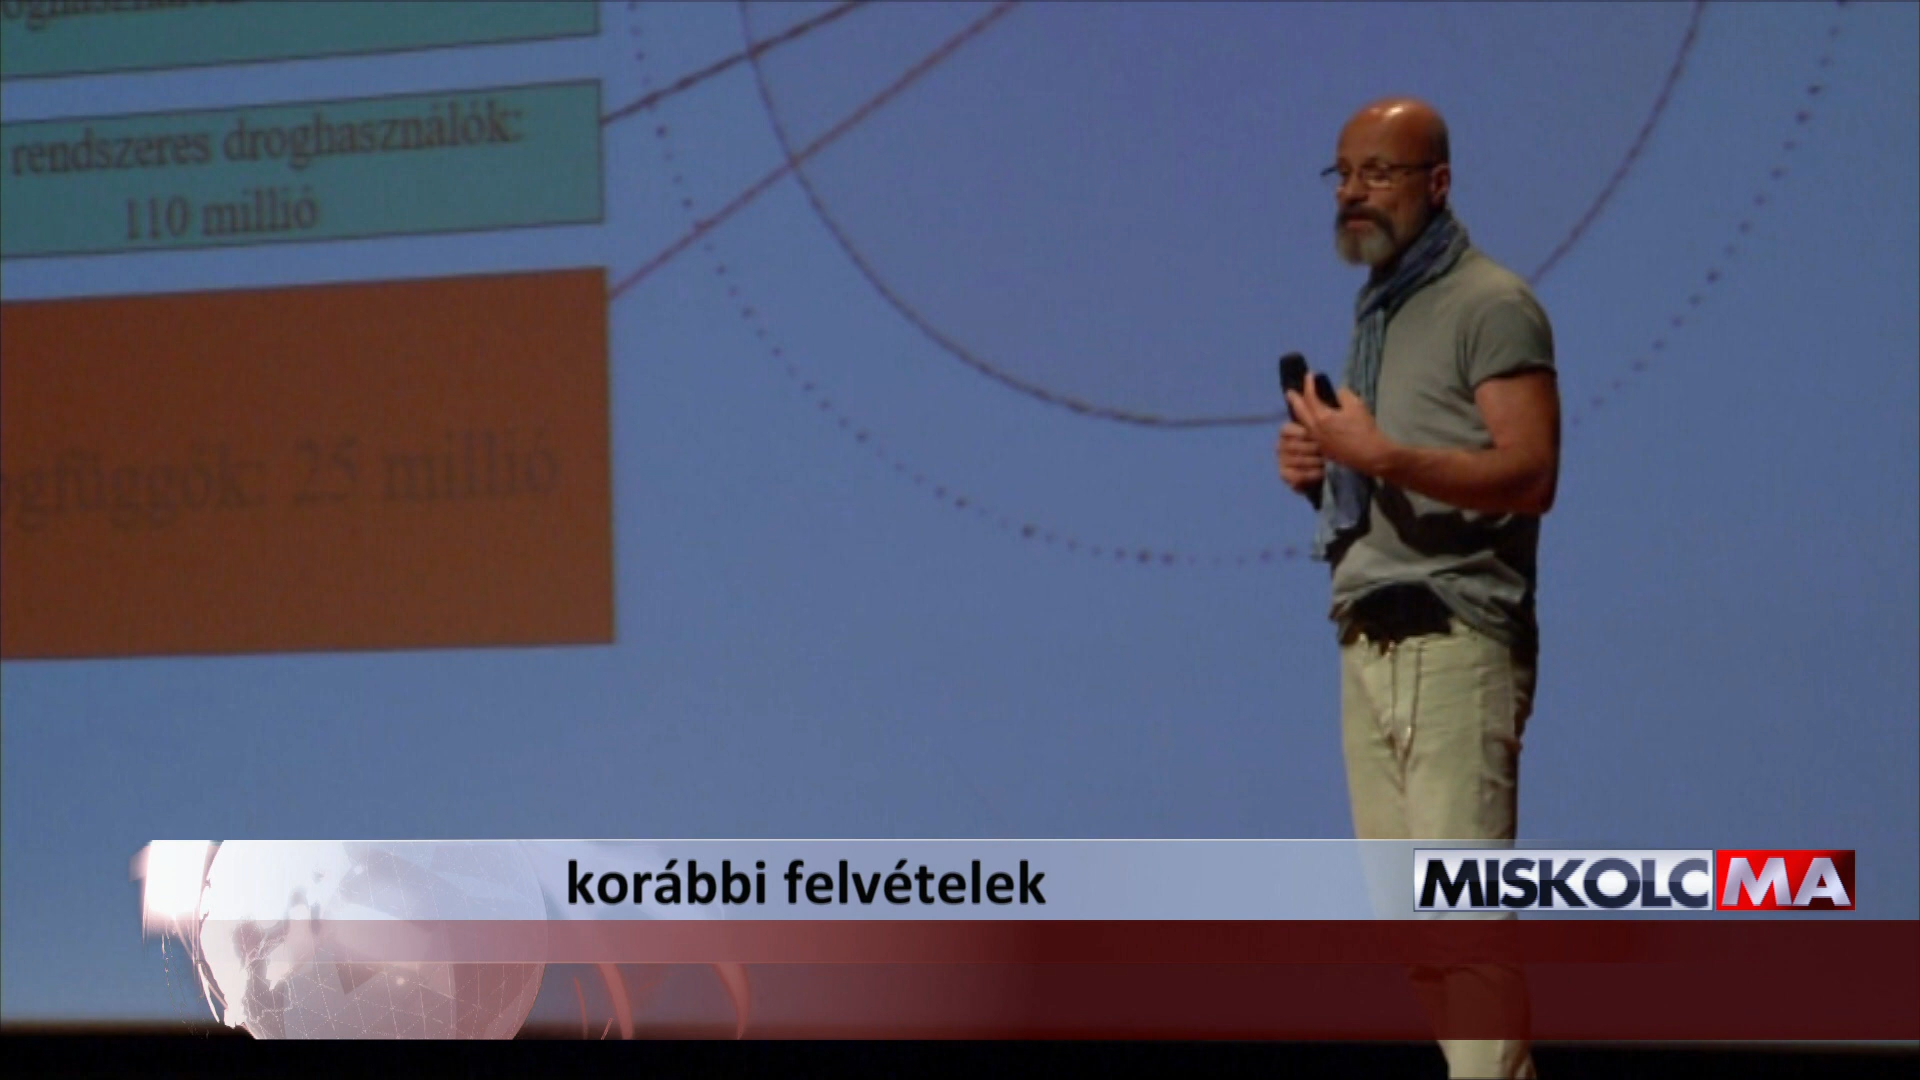 rendszeres droghasználók:
110 millió
25 millió
korábbi felvételek
MISKOLC MA